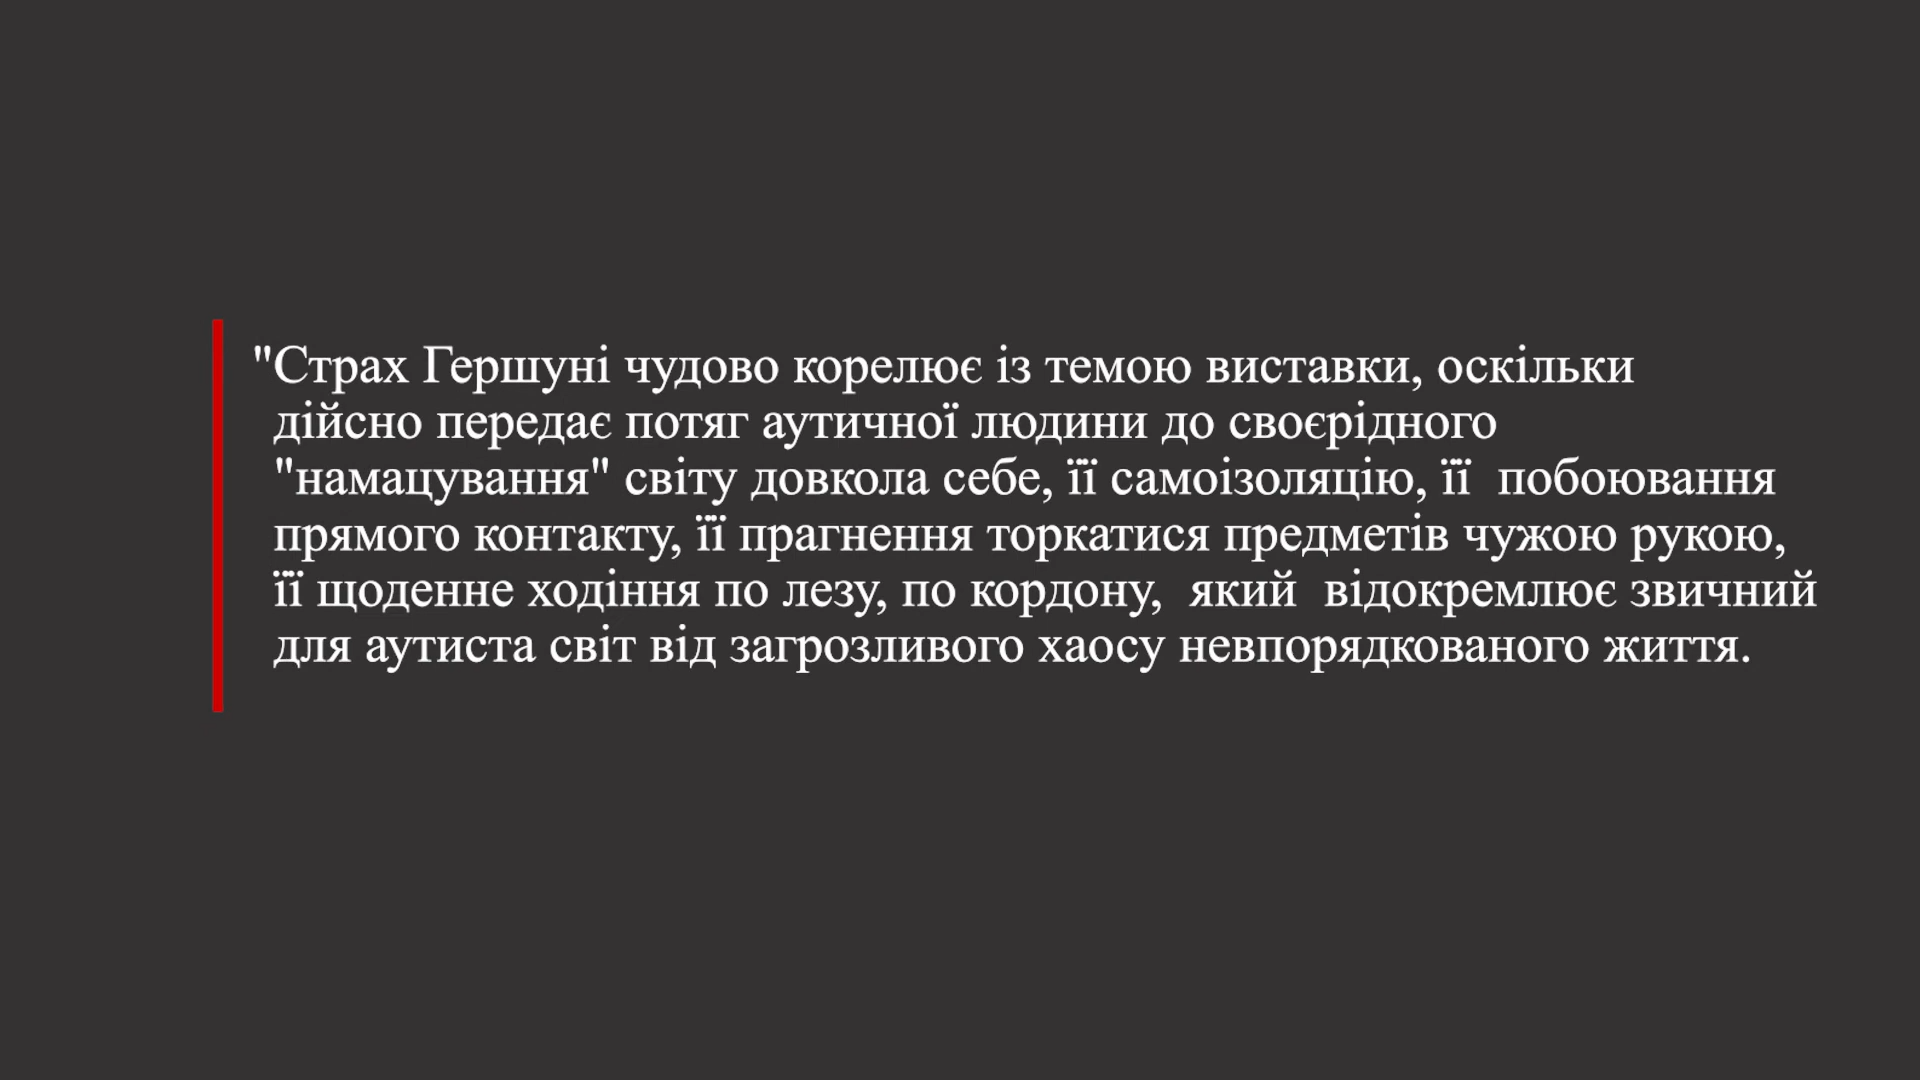 "Страх Гершуні чудово корелює із темою виставки, оскільки
дійсно передає потяг аутичної людини до своєрідного
"намацування" світу довкола себе, її самоізоляцію, її  побоювання
прямого контакту, її прагнення торкатися предметів чужою рукою,
її щоденне ходіння по лезу, по кордону,  який  відокремлює звичний
для аутиста світ від загрозливого хаосу невпорядкованого життя.